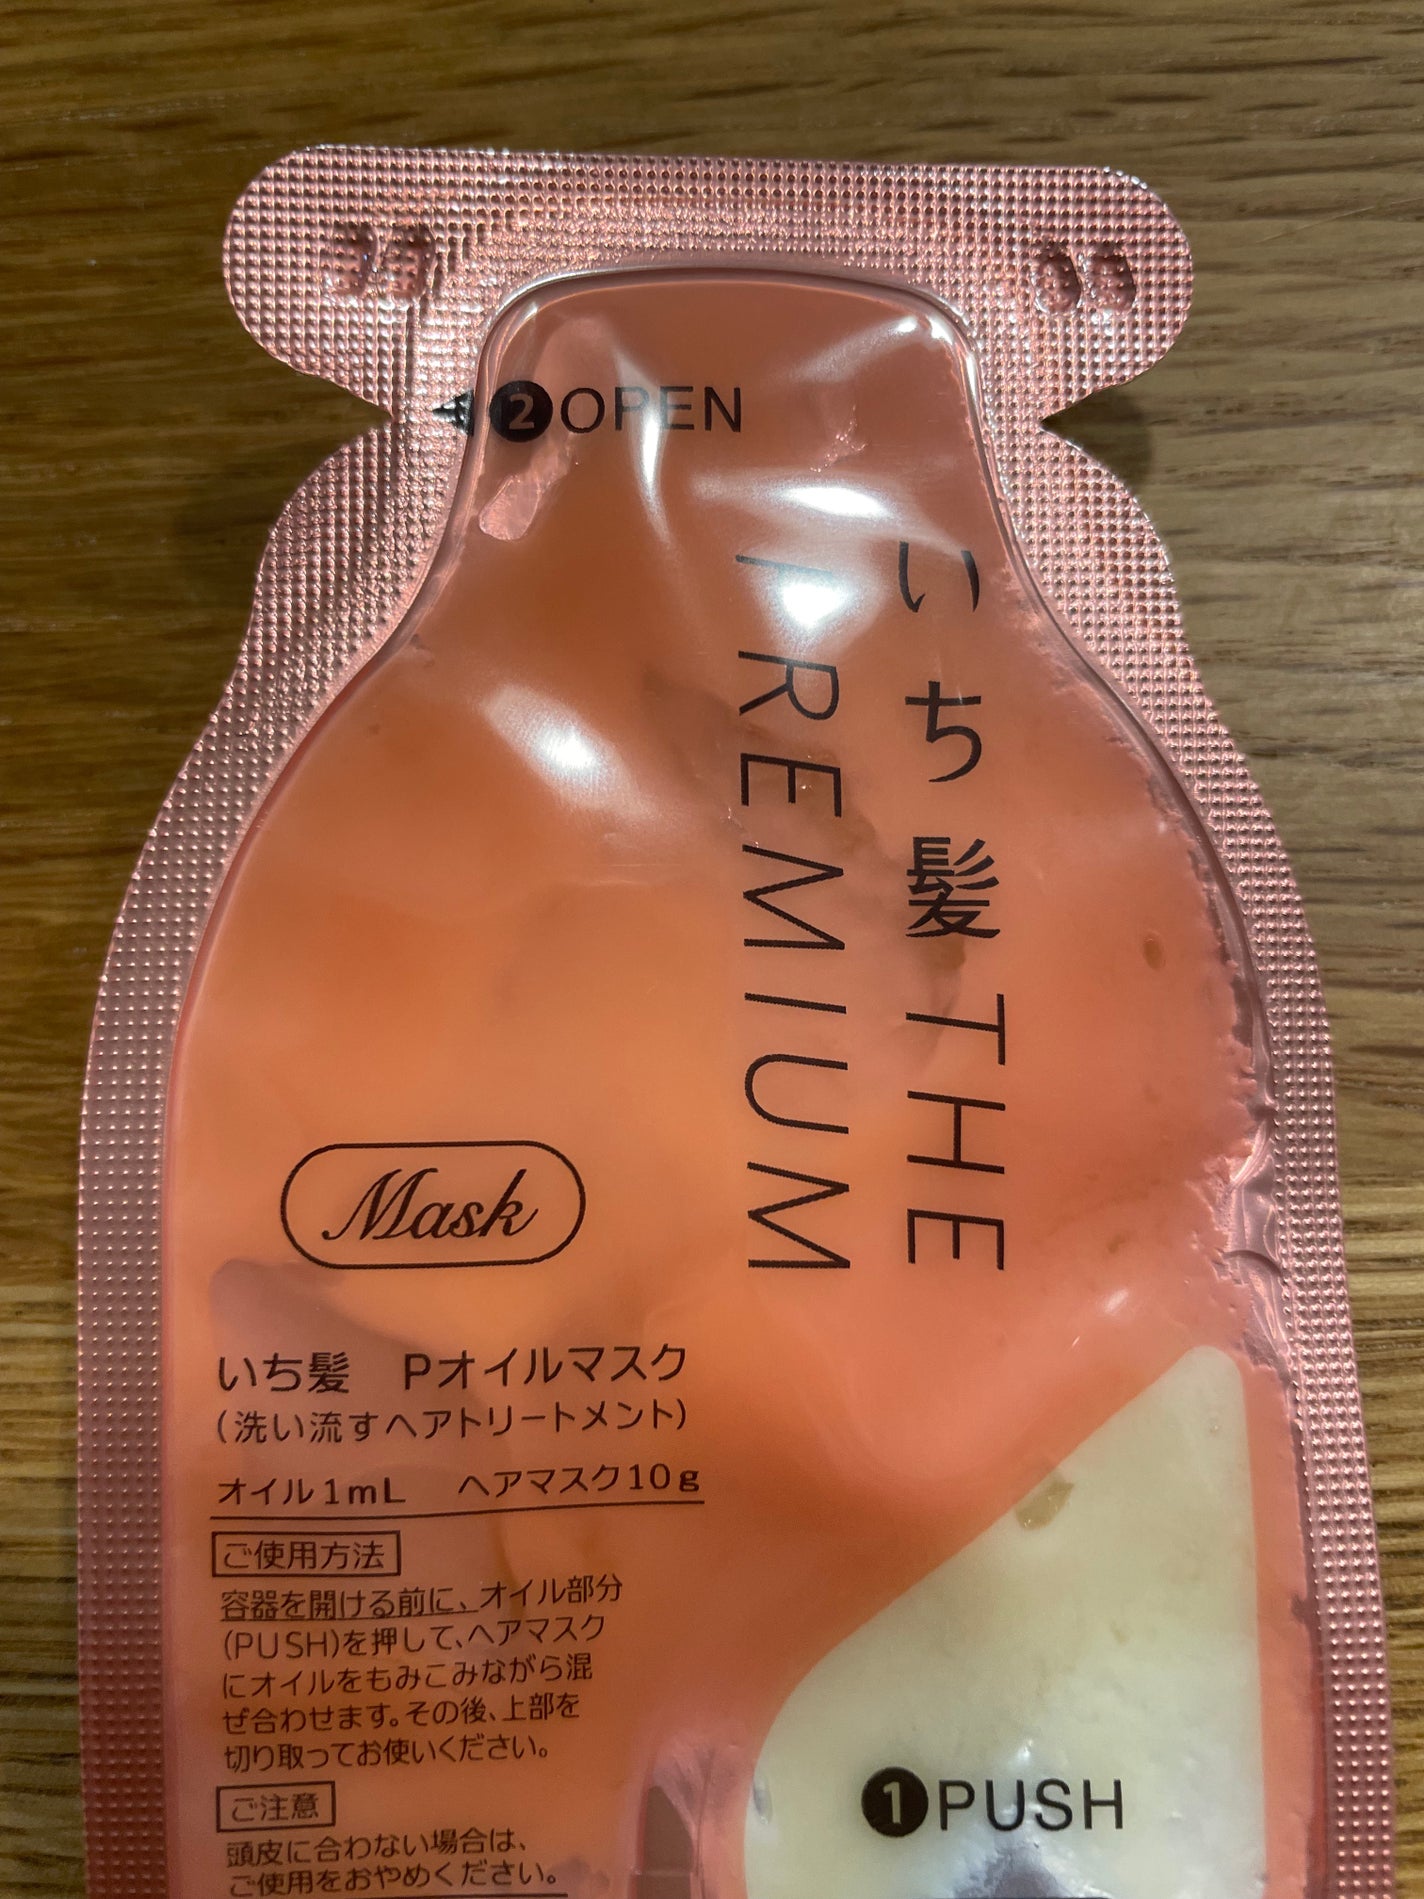 2 OPEN
いち髪 THE
PREMIUM
Mask
いち髪 Pオイルマスク
(洗い流すヘアトリートメント)
オイル1mL ヘアマスク10g
ご使用方法
容器を開ける前に、オイル部分
(PUSH)を押して、ヘアマスク
にオイルをもみこみながら混
ぜ合わせます。その後、上部を
切り取ってお使いください。
ご注意
頭皮に合わない場合は、
ご使用をおやめください。
1 PUSH